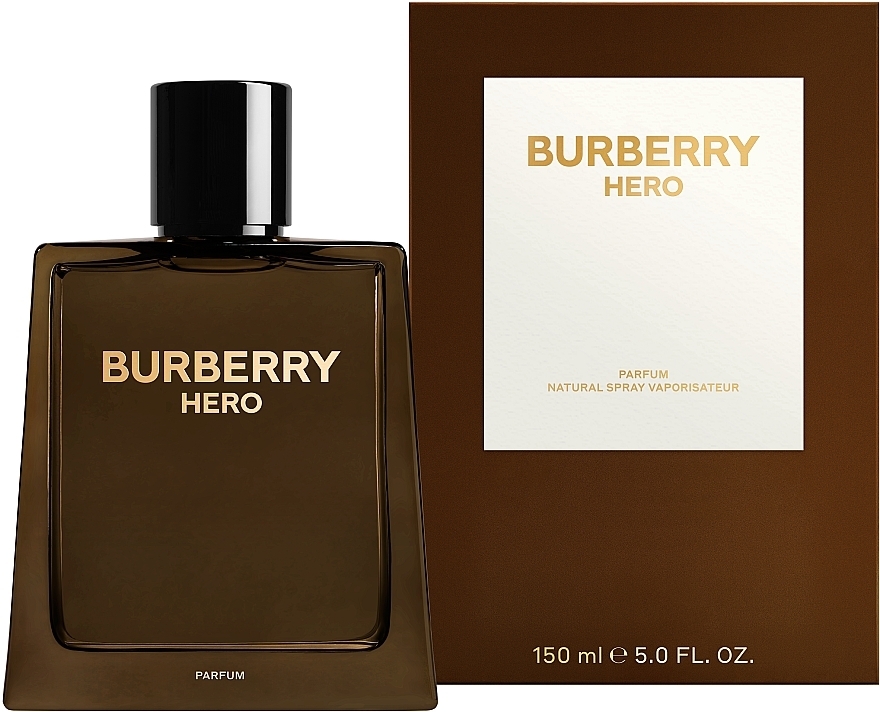 BURBERRY
HERO
PARFUM
BURBERRY
HERO
PARFUM
NATURAL SPRAY VAPORISATEUR
150 ml ℮ 5.0 FL. OZ.